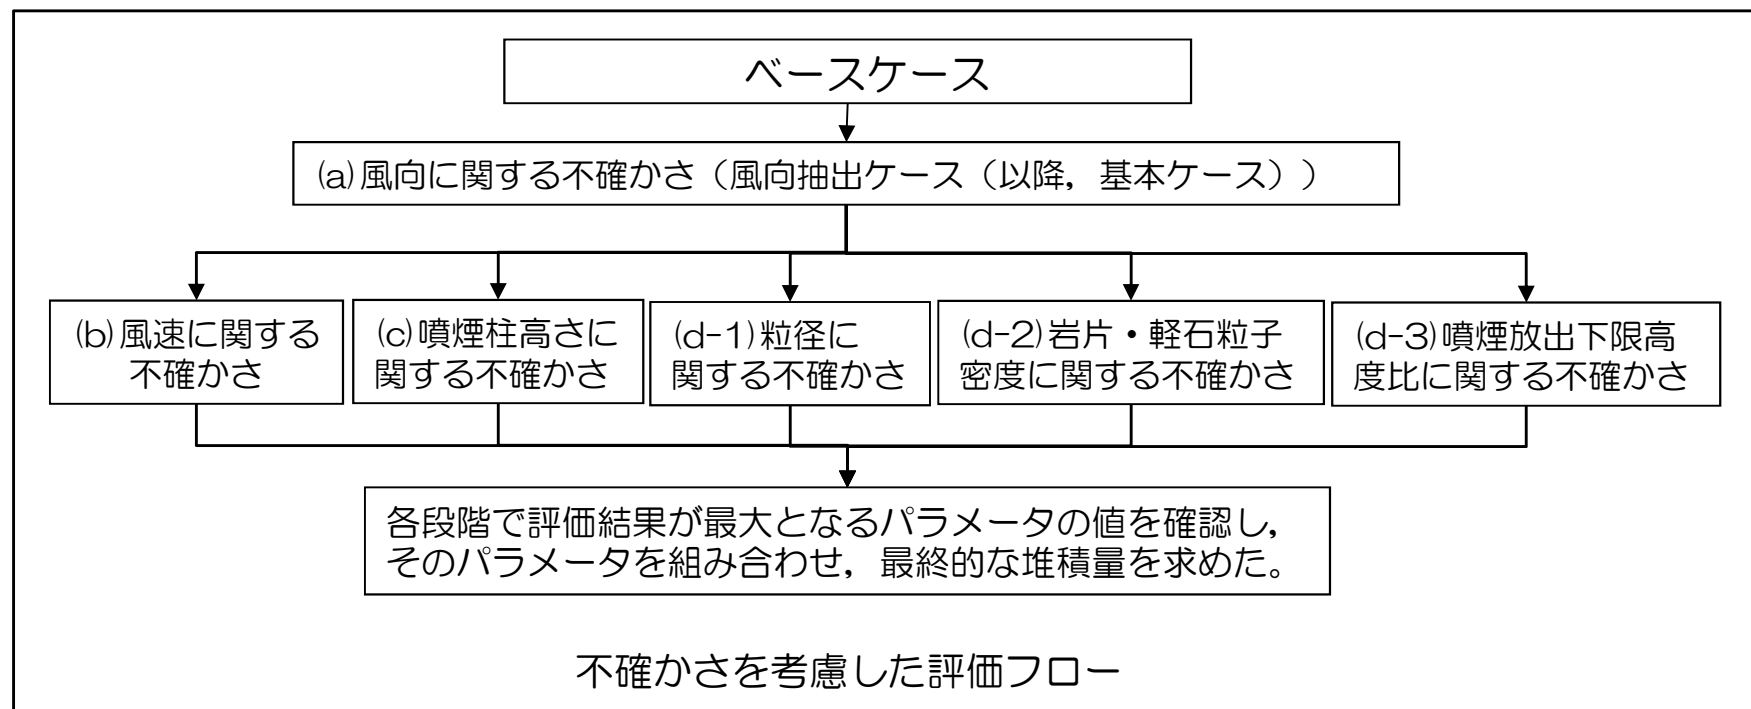 ベースケース
(a)風向に関する不確かさ（風向抽出ケース（以降，基本ケース））
(b)風速に関する
不確かさ
(c)噴煙柱高さに
関する不確かさ
(d-1)粒径に
関する不確かさ
(d-2)岩片・軽石粒子
密度に関する不確かさ
(d-3)噴煙放出下限高
度比に関する不確かさ
各段階で評価結果が最大となるパラメータの値を確認し，
そのパラメータを組み合わせ，最終的な堆積量を求めた。
不確かさを考慮した評価フロー